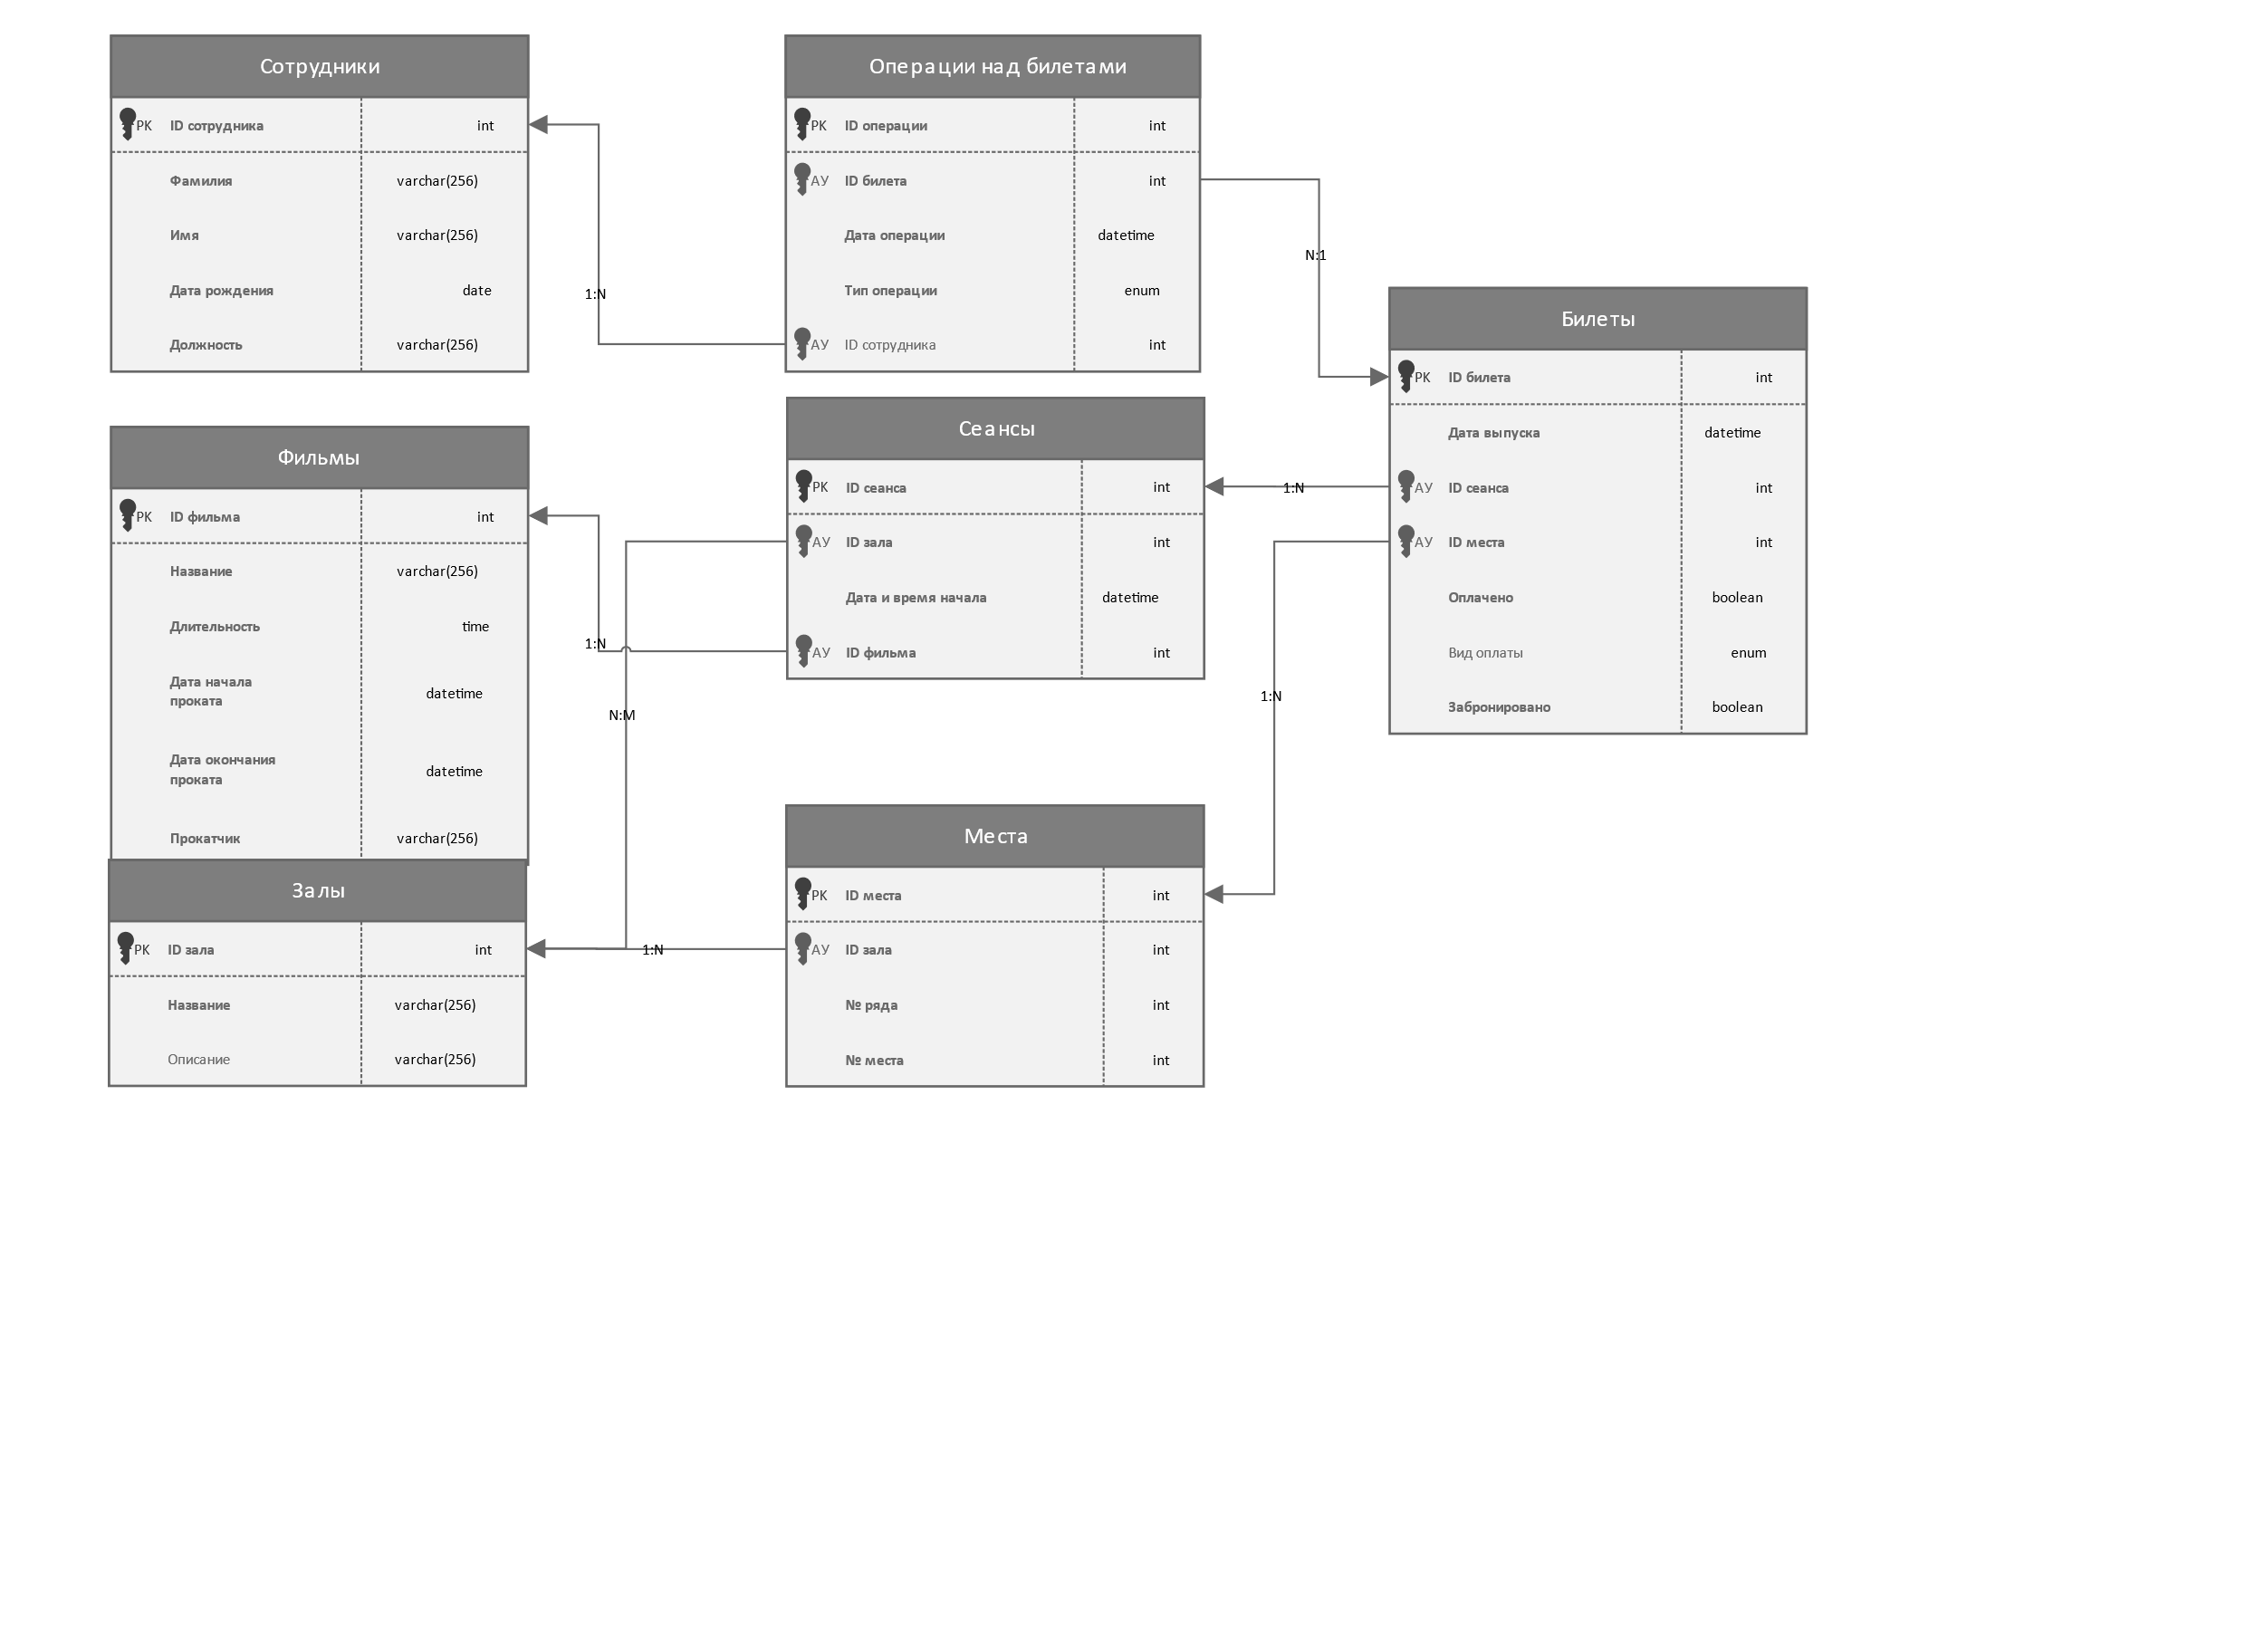 Сотрудники
PK ID сотрудника int
Фамилия varchar(256)
Имя varchar(256)
Дата рождения date
Должность varchar(256)
Операции над билетами
PK ID операции int
АУ ID билета int
Дата операции datetime
Тип операции enum
АУ ID сотрудника int
1:N
N:1
Билеты
PK ID билета int
Дата выпуска datetime
АУ ID сеанса int
АУ ID места int
Оплачено boolean
Вид оплаты enum
Забронировано boolean
Фильмы
PK ID фильма int
Название varchar(256)
Длительность time
Дата начала
проката
datetime
Дата окончания
проката
datetime
Прокатчик varchar(256)
Сеансы
PK ID сеанса int
АУ ID зала int
Дата и время начала datetime
АУ ID фильма int
1:N
1:N
N:M
1:N
Залы
PK ID зала int
Название varchar(256)
Описание varchar(256)
1:N
Места
PK ID места int
АУ ID зала int
№ ряда int
№ места int